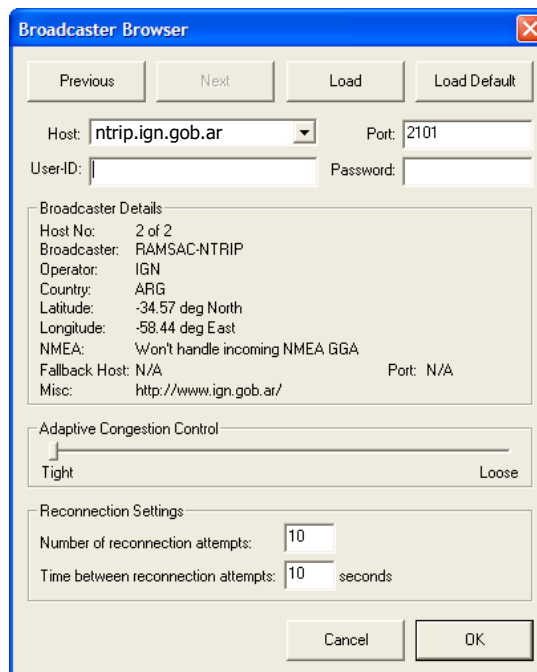 Broadcaster Browser
Previous Next Load Load Default
Host: ntrip.ign.gob.ar Port: 2101
User-ID: Password:
Broadcaster Details
Host No: 2 of 2
Broadcaster: RAMSAC-NTRIP
Operator: IGN
Country: ARG
Latitude: -34.57 deg North
Longitude: -58.44 deg East
NMEA: Won't handle incoming NMEA GGA
Fallback Host: N/A Port: N/A
Misc: http://www.ign.gob.ar/
Adaptive Congestion Control
Tight Loose
Reconnection Settings
Number of reconnection attempts: 10
Time between reconnection attempts: 10 seconds
Cancel OK